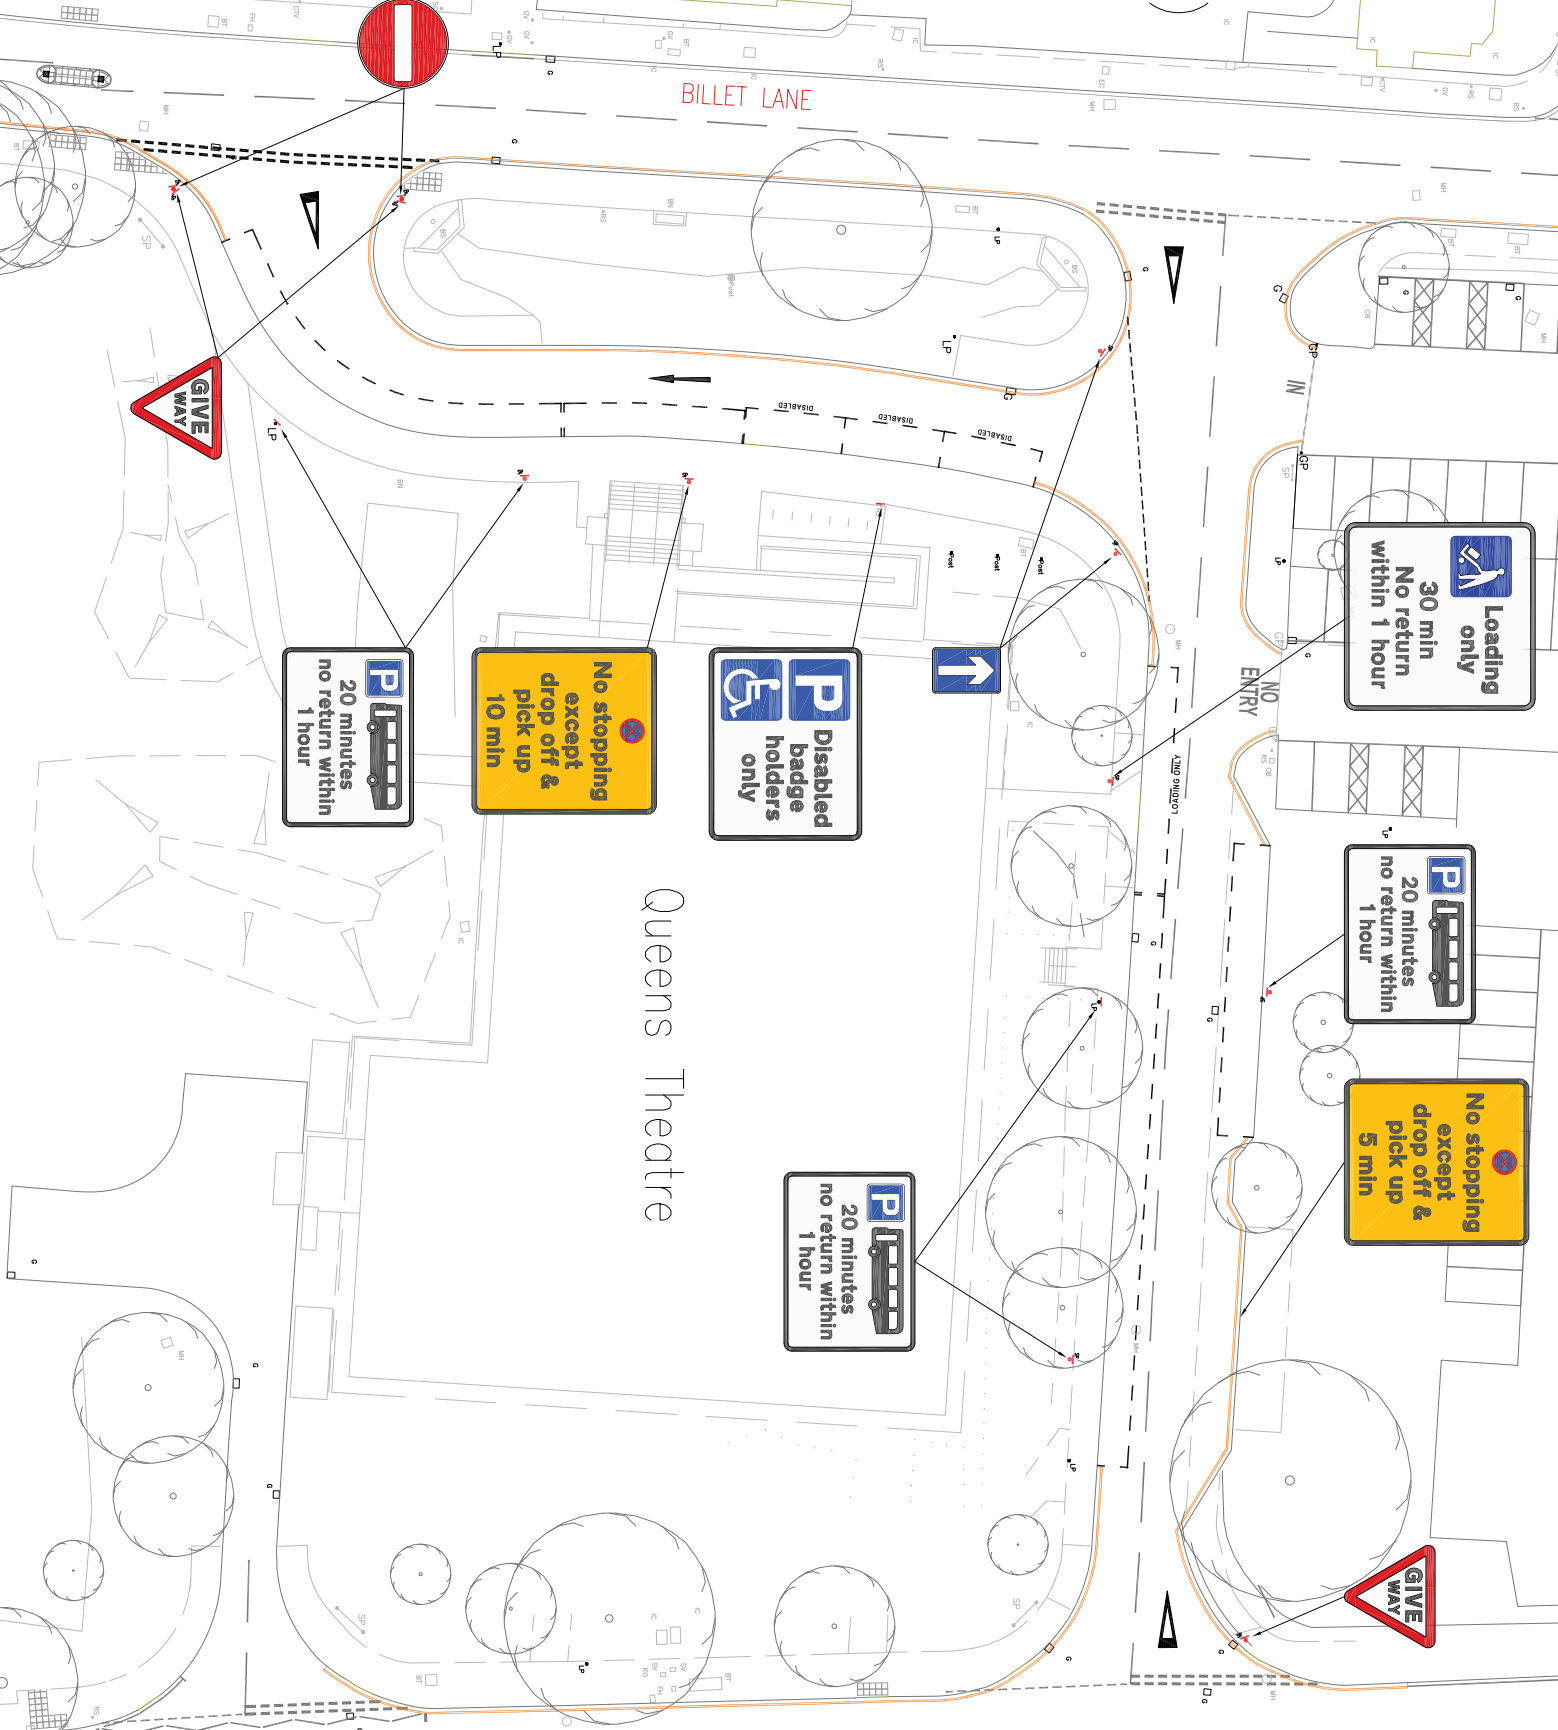 BILLET LANE
GIVE
WAY
IN
NO
ENTRY
DISABLED
DISABLED
DISABLED
LOADING ONLY
Loading
only
30 min
No return
within 1 hour
P
20 minutes
no return within
1 hour
No stopping
except
drop off &
pick up
10 min
P
Disabled
badge
holders
only
P
20 minutes
no return within
1 hour
No stopping
except
drop off &
pick up
5 min
P
20 minutes
no return within
1 hour
Queens Theatre
GIVE
WAY